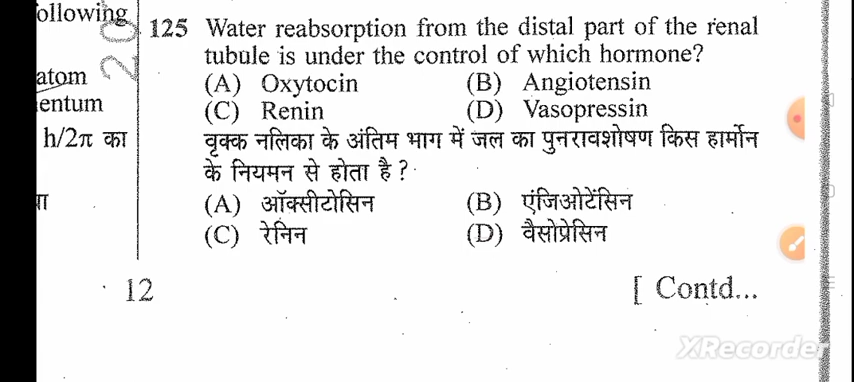 ollowing
125 Water reabsorption from the distal part of the renal
tubule is under the control of which hormone?
atom
(A) Oxytocin (B) Angiotensin
entum
(C) Renin (D) Vasopressin
h/2π का
वृक्क नलिका के अंतिम भाग में जल का पुनरावशोषण किस हार्मोन
के नियमन से होता है ?
(A) ऑक्सीटोसिन (B) एंजिओटेंसिन
(C) रेनिन (D) वैसोप्रेसिन
12 [ Contd...
XRecorder